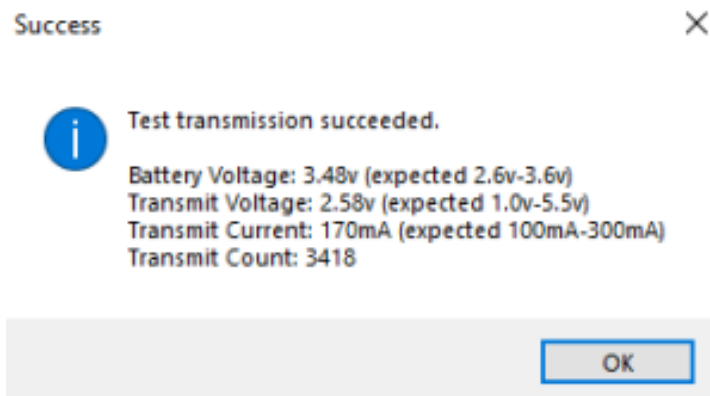 Success
Test transmission succeeded.
Battery Voltage: 3.48v (expected 2.6v-3.6v)
Transmit Voltage: 2.58v (expected 1.0v-5.5v)
Transmit Current: 170mA (expected 100mA-300mA)
Transmit Count: 3418
OK